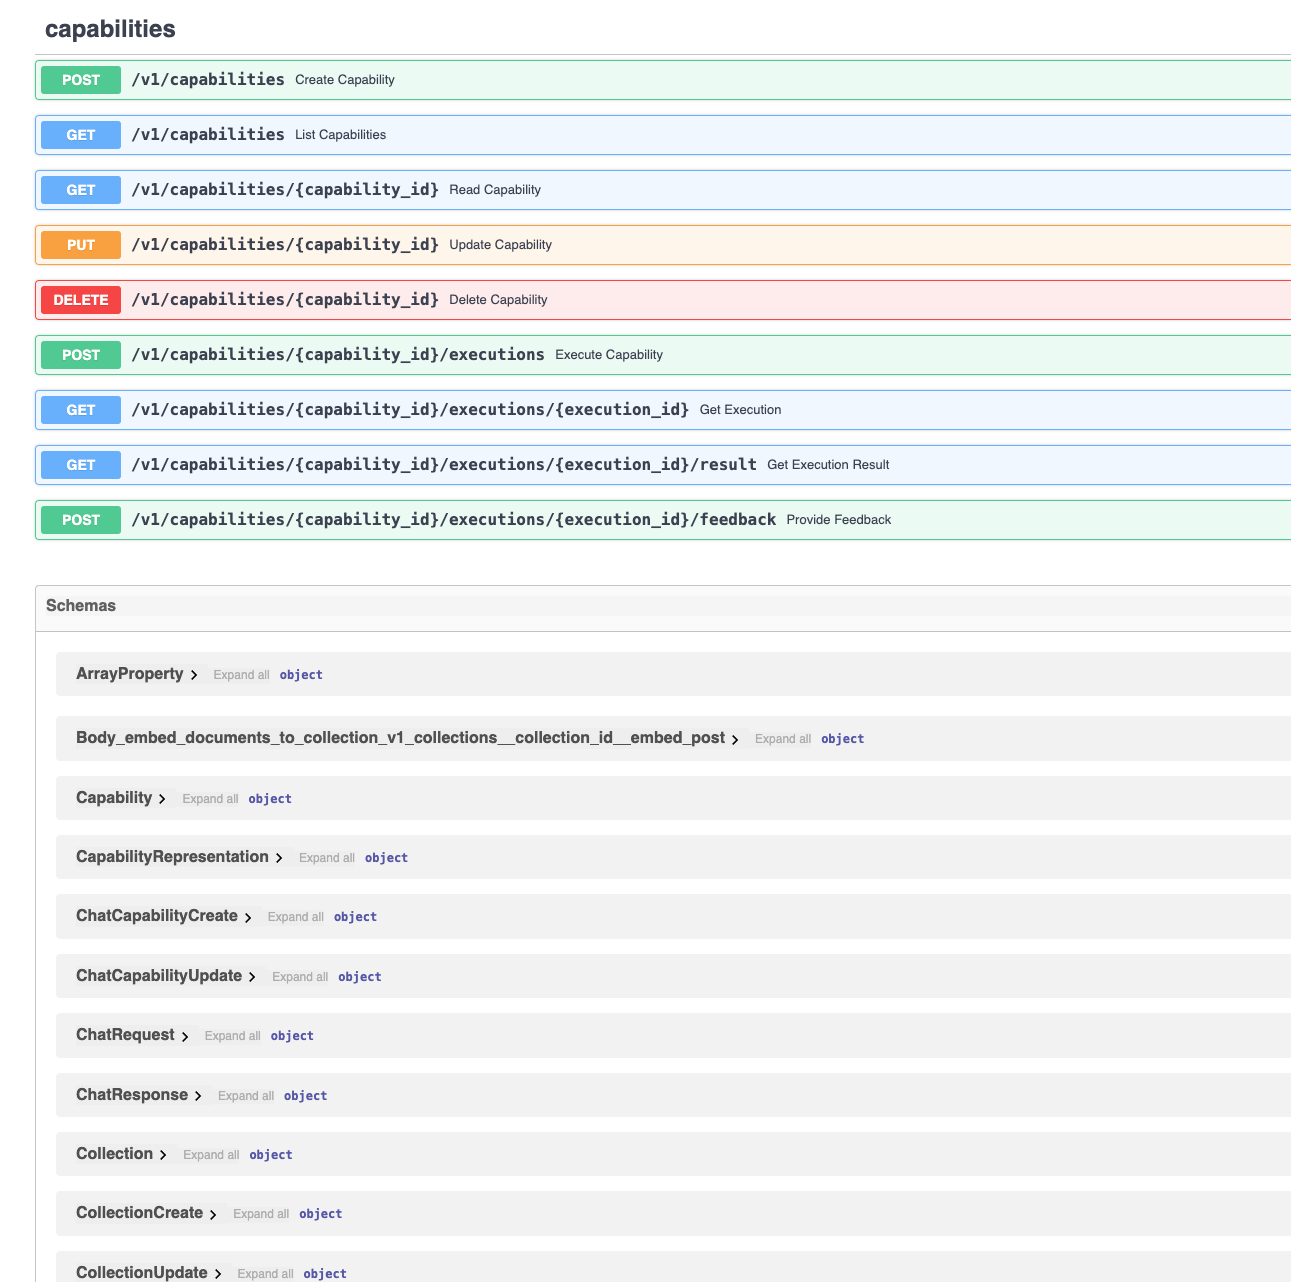 capabilities
POST /v1/capabilities Create Capability
GET /v1/capabilities List Capabilities
GET /v1/capabilities/{capability_id} Read Capability
PUT /v1/capabilities/{capability_id} Update Capability
DELETE /v1/capabilities/{capability_id} Delete Capability
POST /v1/capabilities/{capability_id}/executions Execute Capability
GET /v1/capabilities/{capability_id}/executions/{execution_id} Get Execution
GET /v1/capabilities/{capability_id}/executions/{execution_id}/result Get Execution Result
POST /v1/capabilities/{capability_id}/executions/{execution_id}/feedback Provide Feedback
Schemas
ArrayProperty Expand all object
Body_embed_documents_to_collection_v1_collections__collection_id__embed_post Expand all object
Capability Expand all object
CapabilityRepresentation Expand all object
ChatCapabilityCreate Expand all object
ChatCapabilityUpdate Expand all object
ChatRequest Expand all object
ChatResponse Expand all object
Collection Expand all object
CollectionCreate Expand all object
CollectionUpdate Expand all object